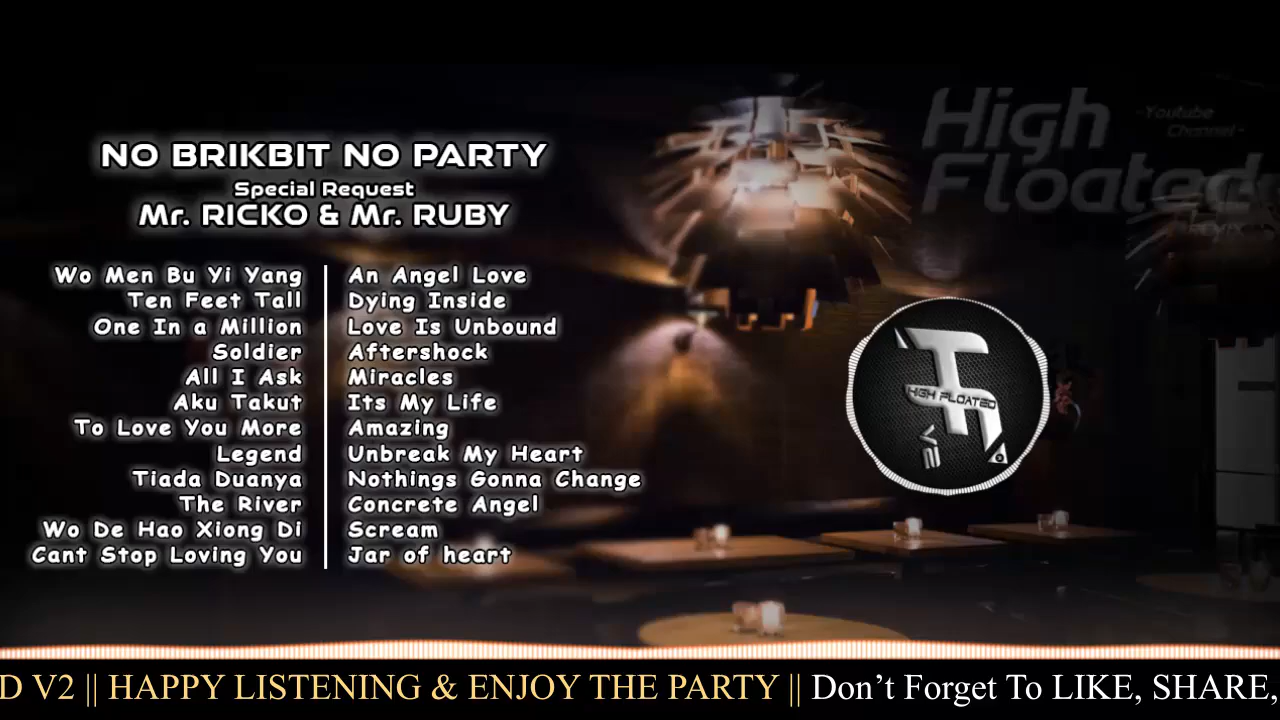 High
Floated
-Youtube
Channel-
NO BRIKBIT NO PARTY
Special Request
Mr. RICKO & Mr. RUBY
Wo Men Bu Yi Yang
Ten Feet Tall
One In a Million
Soldier
All I Ask
Aku Takut
To Love You More
Legend
Tiada Duanya
The River
Wo De Hao Xiong Di
Cant Stop Loving You
An Angel Love
Dying Inside
Love Is Unbound
Aftershock
Miracles
Its My Life
Amazing
Unbreak My Heart
Nothings Gonna Change
Concrete Angel
Scream
Jar of heart
HIGH FLOATED
V2
D V2 || HAPPY LISTENING & ENJOY THE PARTY || Don't Forget To LIKE, SHARE,